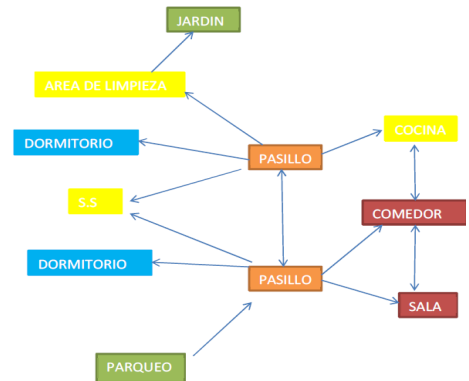 JARDIN
AREA DE LIMPIEZA
COCINA
DORMITORIO
PASILLO
S.S
COMEDOR
DORMITORIO
PASILLO
SALA
PARQUEO